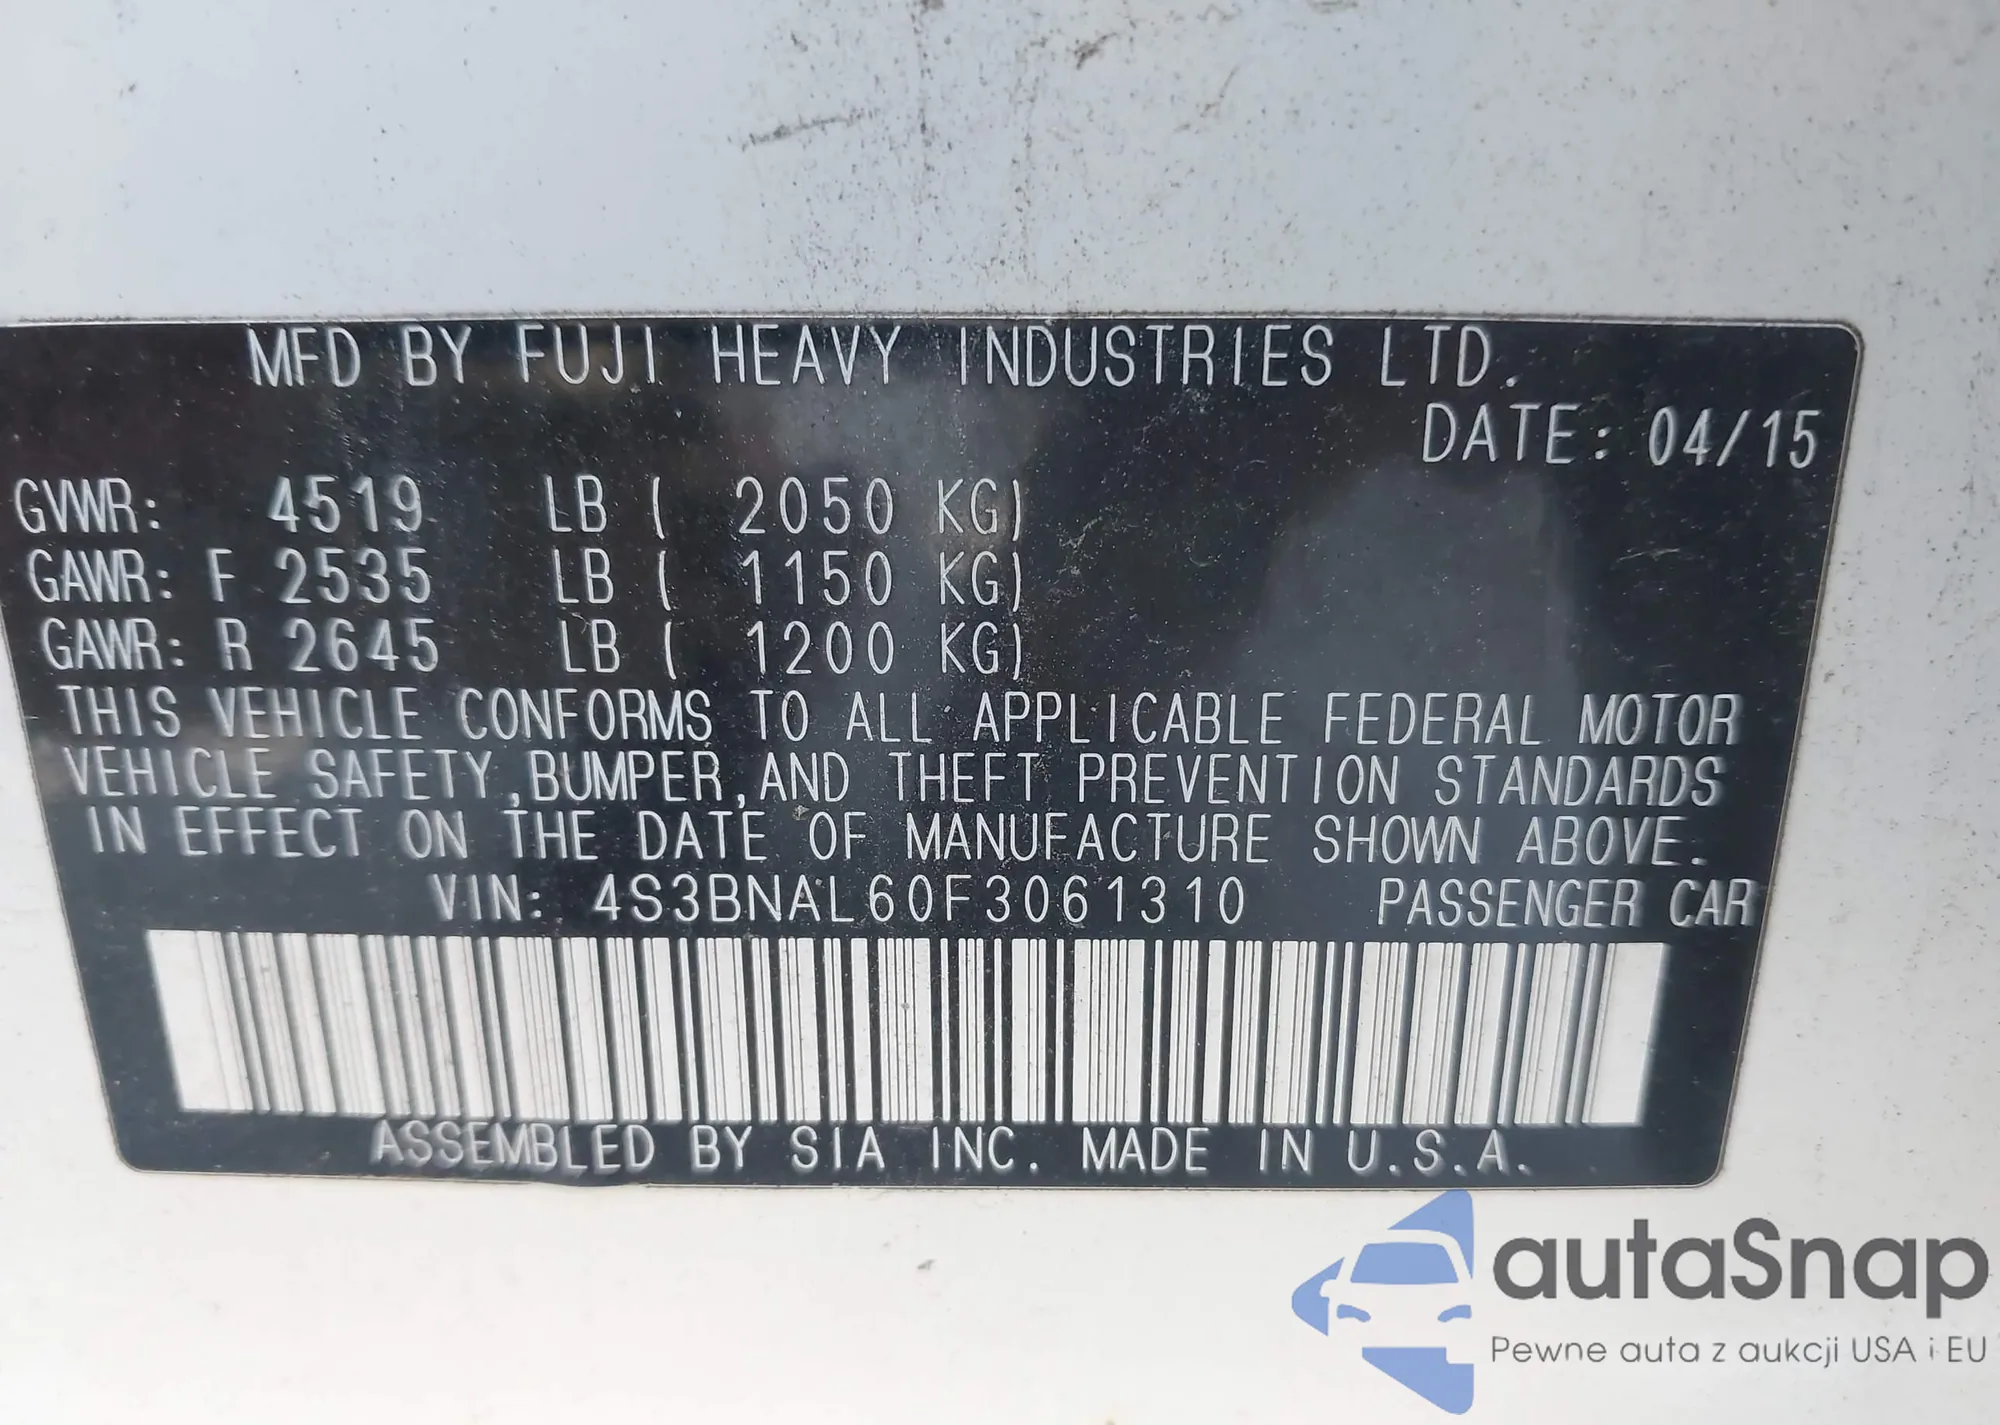 MFD BY FUJI HEAVY INDUSTRIES LTD.
DATE: 04/15
GVWR: 4519 LB ( 2050 KG)
GAWR: F 2535 LB ( 1150 KG)
GAWR: R 2645 LB ( 1200 KG)
THIS VEHICLE CONFORMS TO ALL APPLICABLE FEDERAL MOTOR
VEHICLE SAFETY,BUMPER,AND THEFT PREVENTION STANDARDS
IN EFFECT ON THE DATE OF MANUFACTURE SHOWN ABOVE.
VIN: 4S3BNAL60F3061310 PASSENGER CAR
ASSEMBLED BY SIA INC. MADE IN U.S.A.
autaSnap
Pewne auta z aukcji USA i EU